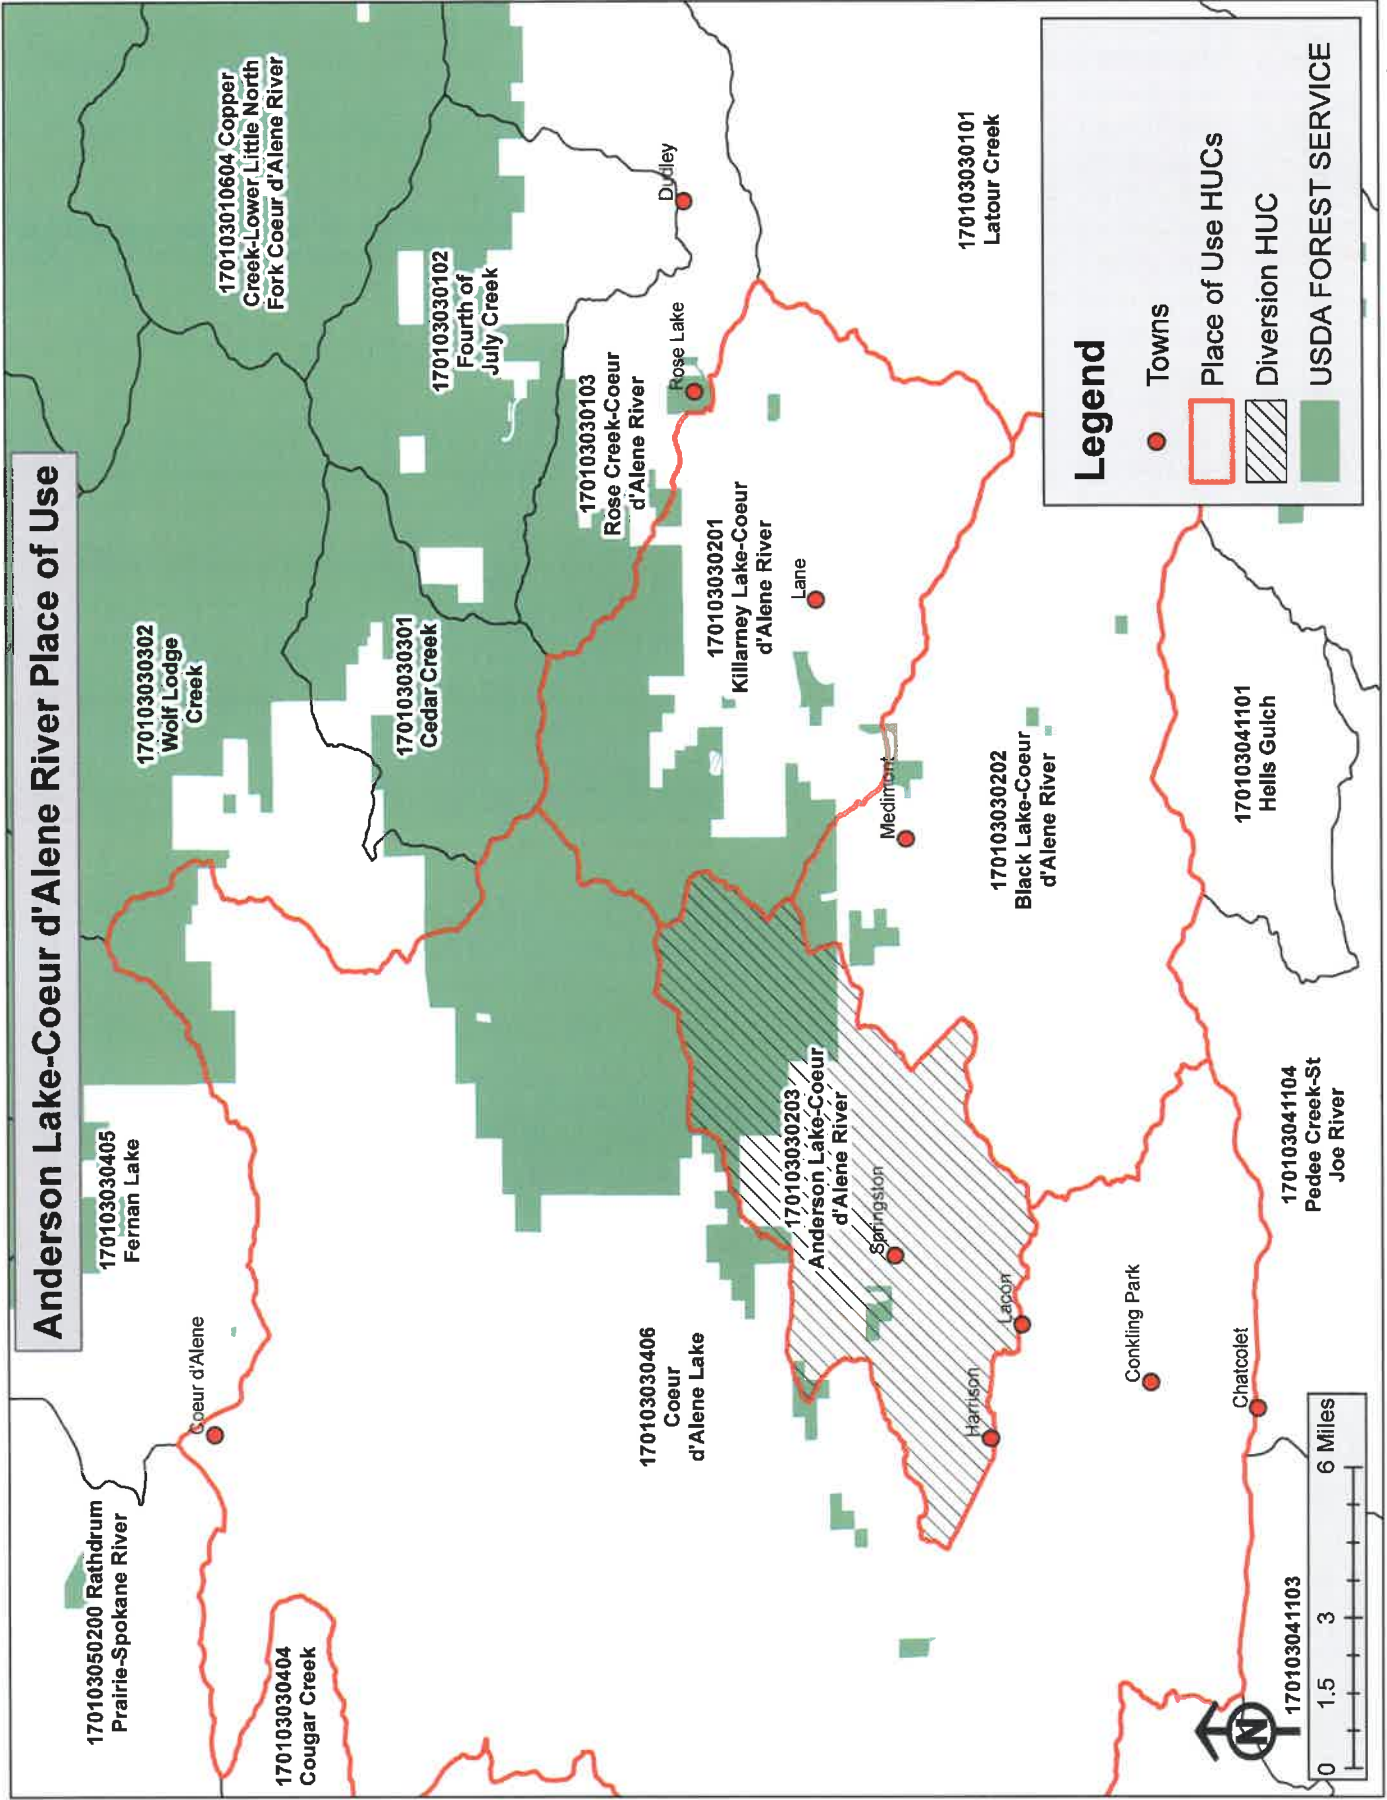 Anderson Lake-Coeur d'Alene River Place of Use
170103050200 Rathdrum
Prairie-Spokane River
170103030404
Cougar Creek
Coeur d'Alene
170103030405
Fernan Lake
170103030302
Wolf Lodge
Creek
170103010604 Copper
Creek-Lower Little North
Fork Coeur d'Alene River
170103030301
Cedar Creek
170103030102
Fourth of
July Creek
170103030103
Rose Creek-Coeur
d'Alene River
Rose Lake
Dudley
170103030406
Coeur
d'Alene Lake
170103030201
Killarney Lake-Coeur
d'Alene River
Lane
170103030203
Anderson Lake-Coeur
d'Alene River
Springston
Medimont
170103030101
Latour Creek
Harrison
Lacon
170103030202
Black Lake-Coeur
d'Alene River
Conkling Park
Chatcolet
170103041101
Hells Gulch
170103041104
Pedee Creek-St
Joe River
170103041103
N
0 1.5 3 6 Miles
Legend
Towns
Place of Use HUCs
Diversion HUC
USDA FOREST SERVICE